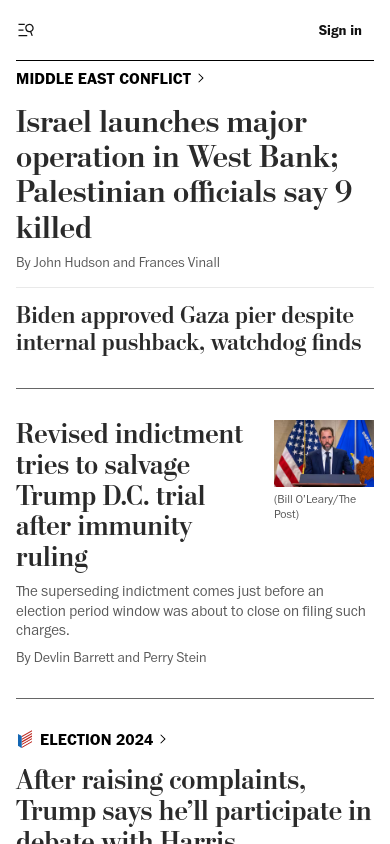 Sign in
MIDDLE EAST CONFLICT
Israel launches major
operation in West Bank;
Palestinian officials say 9
killed
By John Hudson and Frances Vinall
Biden approved Gaza pier despite
internal pushback, watchdog finds
Revised indictment
tries to salvage
Trump D.C. trial
after immunity
ruling
(Bill O'Leary/The
Post)
The superseding indictment comes just before an
election period window was about to close on filing such
charges.
By Devlin Barrett and Perry Stein
ELECTION 2024
After raising complaints,
Trump says he'll participate in
debate with Harris